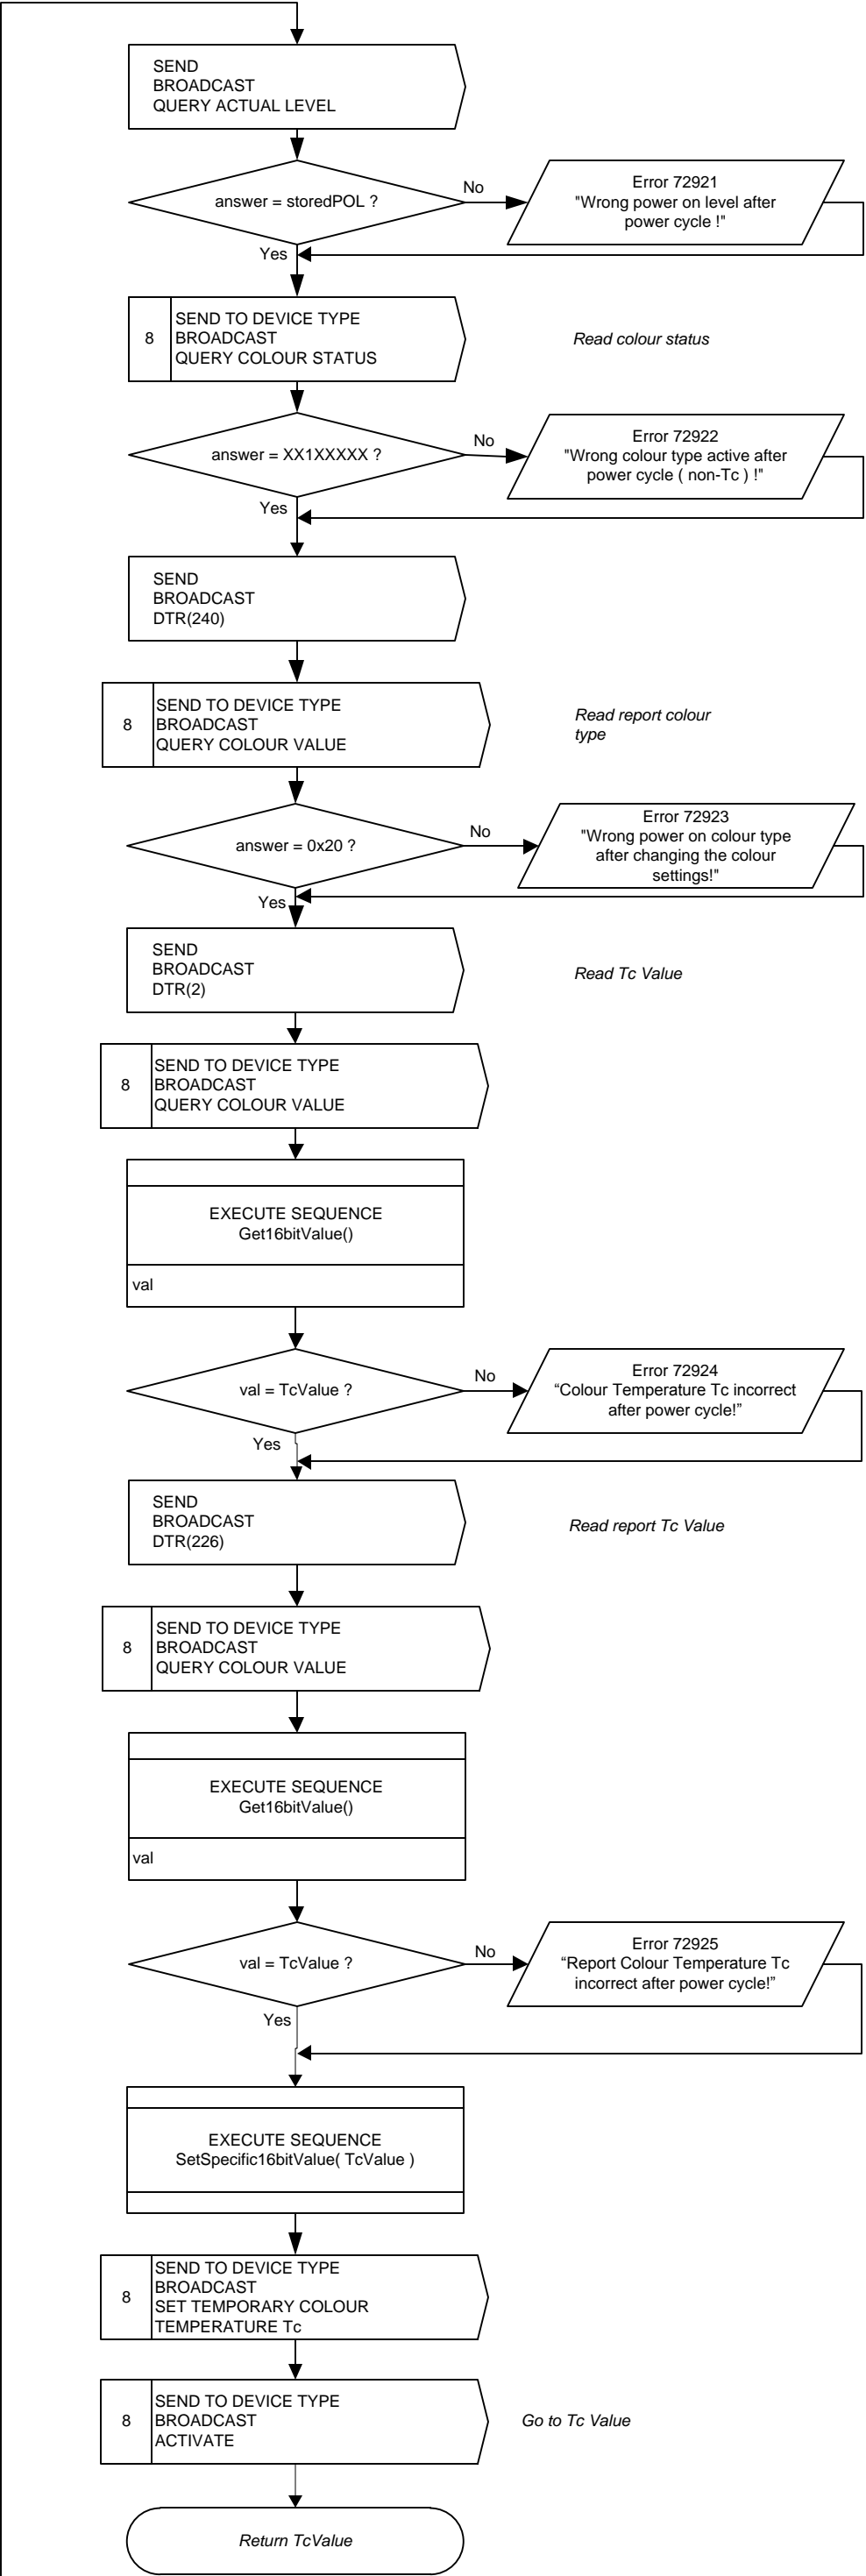 SEND
BROADCAST
QUERY ACTUAL LEVEL
answer = storedPOL ?
No
Error 72921
"Wrong power on level after
power cycle !"
Yes
8
SEND TO DEVICE TYPE
BROADCAST
QUERY COLOUR STATUS
Read colour status
answer = XX1XXXXX ?
No
Error 72922
"Wrong colour type active after
power cycle ( non-Tc ) !"
Yes
SEND
BROADCAST
DTR(240)
8
SEND TO DEVICE TYPE
BROADCAST
QUERY COLOUR VALUE
Read report colour
type
answer = 0x20 ?
No
Error 72923
"Wrong power on colour type
after changing the colour
settings!"
Yes
SEND
BROADCAST
DTR(2)
Read Tc Value
8
SEND TO DEVICE TYPE
BROADCAST
QUERY COLOUR VALUE
EXECUTE SEQUENCE
Get16bitValue()
val
val = TcValue ?
No
Error 72924
“Colour Temperature Tc incorrect
after power cycle!”
Yes
SEND
BROADCAST
DTR(226)
Read report Tc Value
8
SEND TO DEVICE TYPE
BROADCAST
QUERY COLOUR VALUE
EXECUTE SEQUENCE
Get16bitValue()
val
val = TcValue ?
No
Error 72925
“Report Colour Temperature Tc
incorrect after power cycle!”
Yes
EXECUTE SEQUENCE
SetSpecific16bitValue( TcValue )
8
SEND TO DEVICE TYPE
BROADCAST
SET TEMPORARY COLOUR
TEMPERATURE Tc
8
SEND TO DEVICE TYPE
BROADCAST
ACTIVATE
Go to Tc Value
Return TcValue